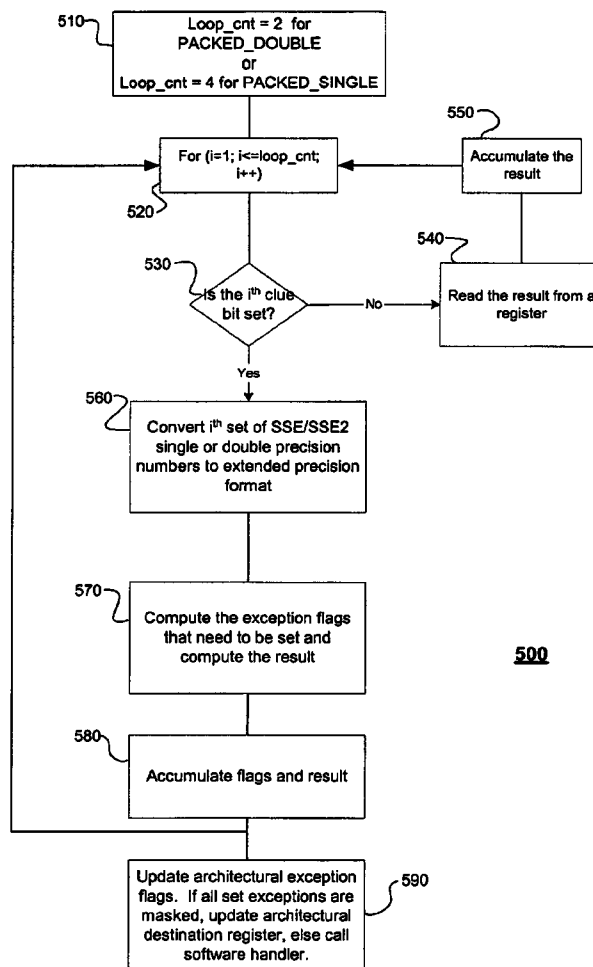 510
Loop_cnt = 2 for
PACKED_DOUBLE
or
Loop_cnt = 4 for PACKED_SINGLE
550
Accumulate the
result
For (i=1; i<=loop_cnt;
i++)
520
540
Read the result from a
register
530
Is the ith clue
bit set?
No
Yes
560
Convert ith set of SSE/SSE2
single or double precision
numbers to extended precision
format
570
Compute the exception flags
that need to be set and
compute the result
500
580
Accumulate flags and result
Update architectural exception
flags. If all set exceptions are
masked, update architectural
destination register, else call
software handler.
590